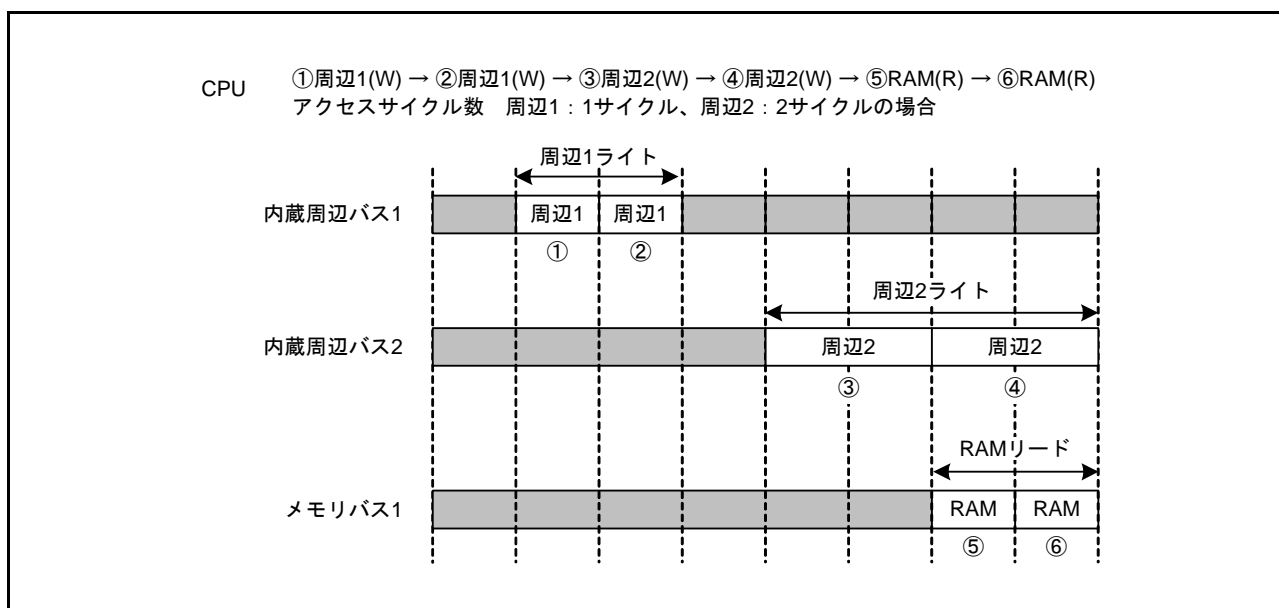 CPU ①周辺1(W) → ②周辺1(W) → ③周辺2(W) → ④周辺2(W) → ⑤RAM(R) → ⑥RAM(R)
アクセスサイクル数 周辺1：1サイクル、周辺2：2サイクルの場合
周辺1ライト
内蔵周辺バス1 周辺1 周辺1
① ②
周辺2ライト
内蔵周辺バス2 周辺2 周辺2
③ ④
RAMリード
メモリバス1 RAM RAM
⑤ ⑥